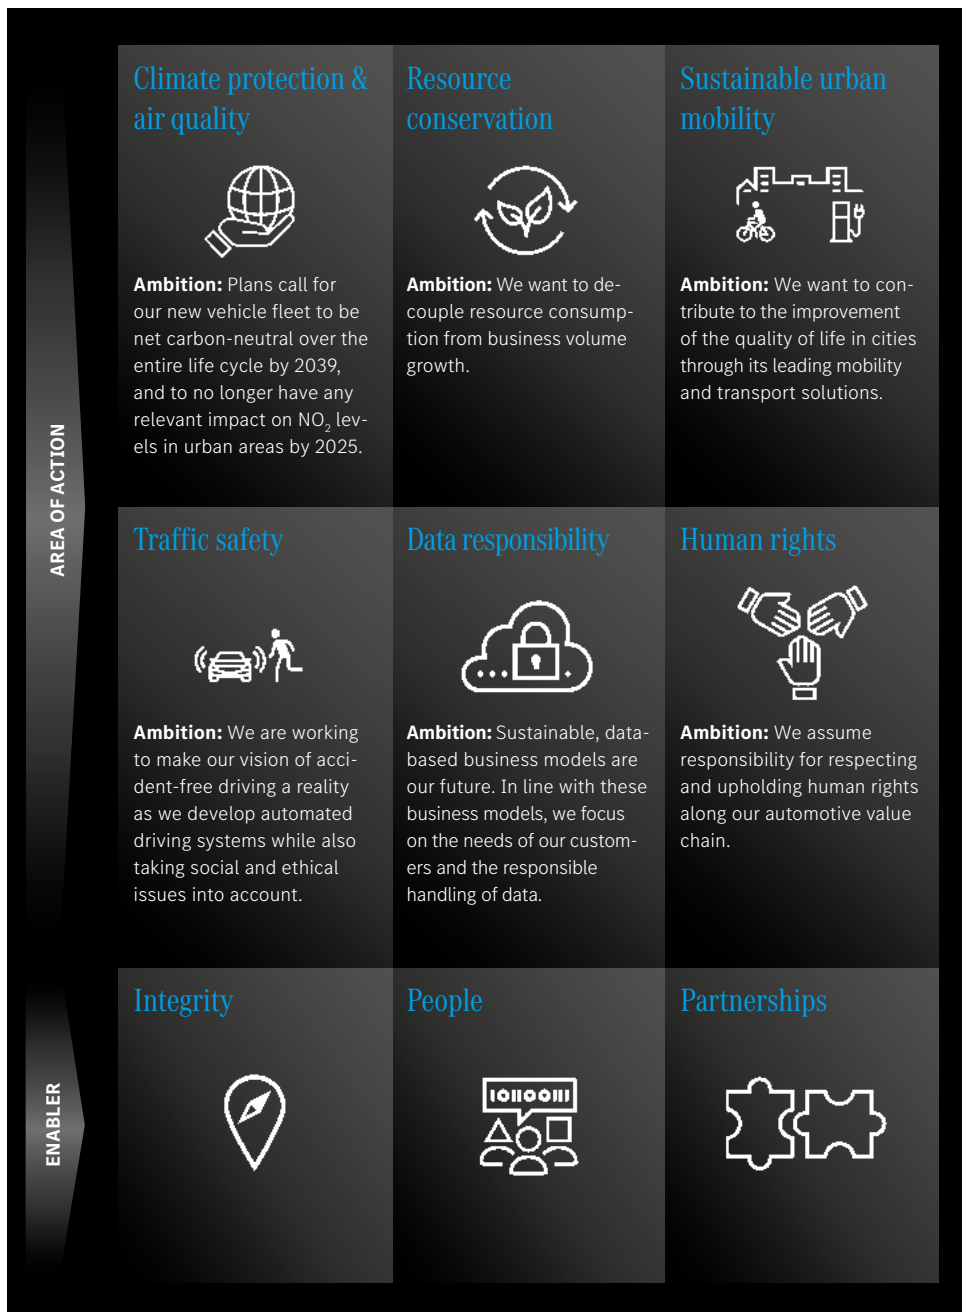 Climate protection &
air quality
Ambition: Plans call for
our new vehicle fleet to be
net carbon-neutral over the
entire life cycle by 2039,
and to no longer have any
relevant impact on NO₂ lev-
els in urban areas by 2025.
Resource
conservation
Ambition: We want to de-
couple resource consump-
tion from business volume
growth.
Sustainable urban
mobility
Ambition: We want to con-
tribute to the improvement
of the quality of life in cities
through its leading mobility
and transport solutions.
AREA OF ACTION
Traffic safety
Ambition: We are working
to make our vision of acci-
dent-free driving a reality
as we develop automated
driving systems while also
taking social and ethical
issues into account.
Data responsibility
Ambition: Sustainable, data-
based business models are
our future. In line with these
business models, we focus
on the needs of our custom-
ers and the responsible
handling of data.
Human rights
Ambition: We assume
responsibility for respecting
and upholding human rights
along our automotive value
chain.
ENABLER
Integrity
People
Partnerships